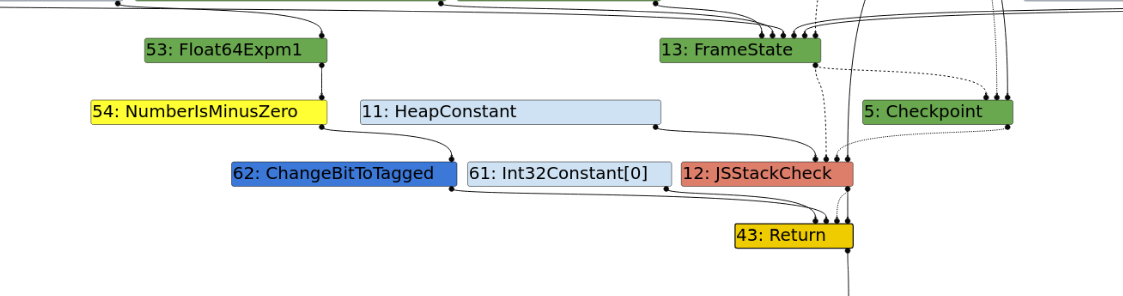 53: Float64Expm1
13: FrameState
54: NumberIsMinusZero
11: HeapConstant
5: Checkpoint
62: ChangeBitToTagged
61: Int32Constant[0]
12: JSStackCheck
43: Return